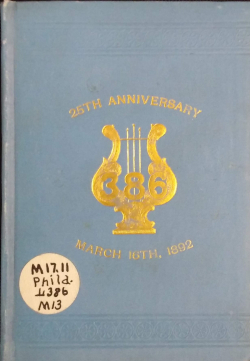 25TH ANNIVERSARY
386
MARCH 16TH, 1892
M17.11
Phild.
L386
M13